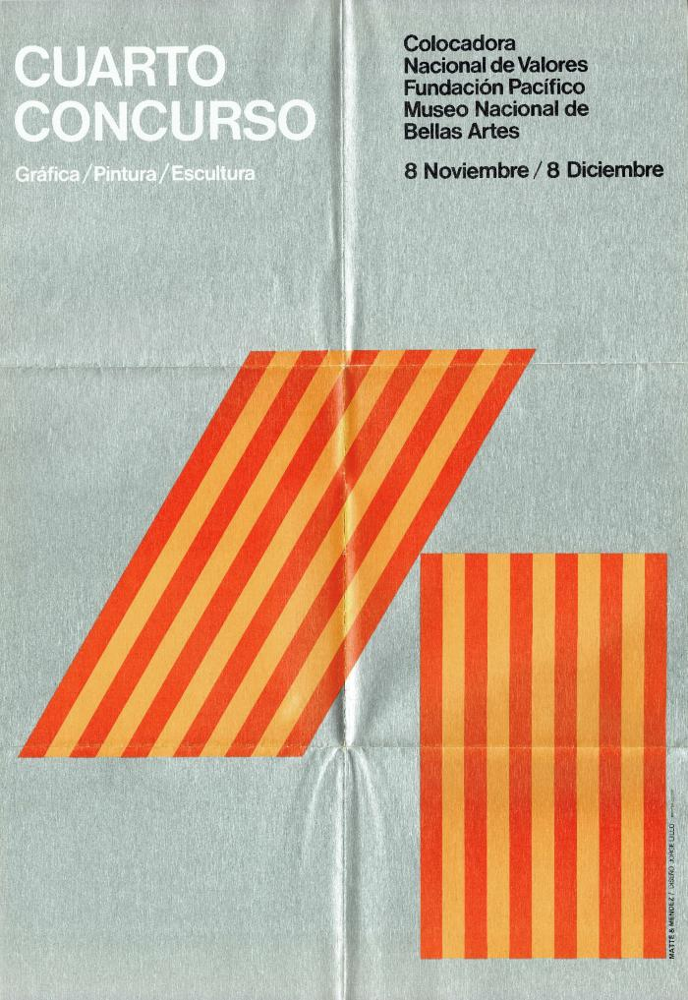 CUARTO
CONCURSO
Gráfica/Pintura/Escultura
Colocadora
Nacional de Valores
Fundación Pacífico
Museo Nacional de
Bellas Artes
8 Noviembre / 8 Diciembre
MATTE & MENDEZ / DISEÑO JORGE LILLO